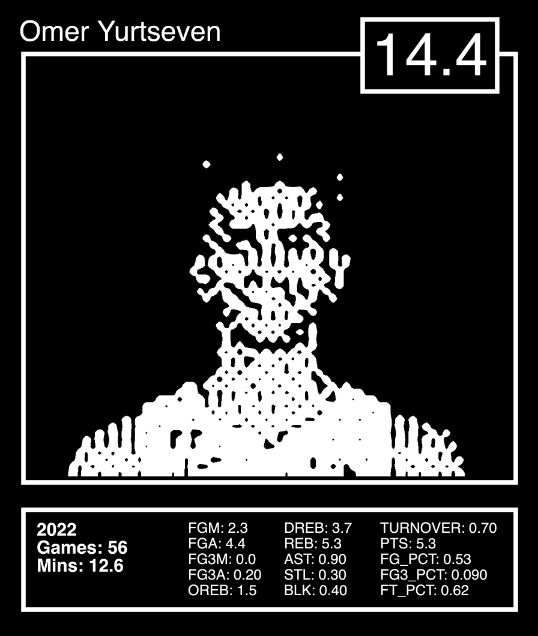 Omer Yurtseven
14.4
2022
Games: 56
Mins: 12.6
FGM: 2.3
FGA: 4.4
FG3M: 0.0
FG3A: 0.20
OREB: 1.5
DREB: 3.7
REB: 5.3
AST: 0.90
STL: 0.30
BLK: 0.40
TURNOVER: 0.70
PTS: 5.3
FG_PCT: 0.53
FG3_PCT: 0.090
FT_PCT: 0.62